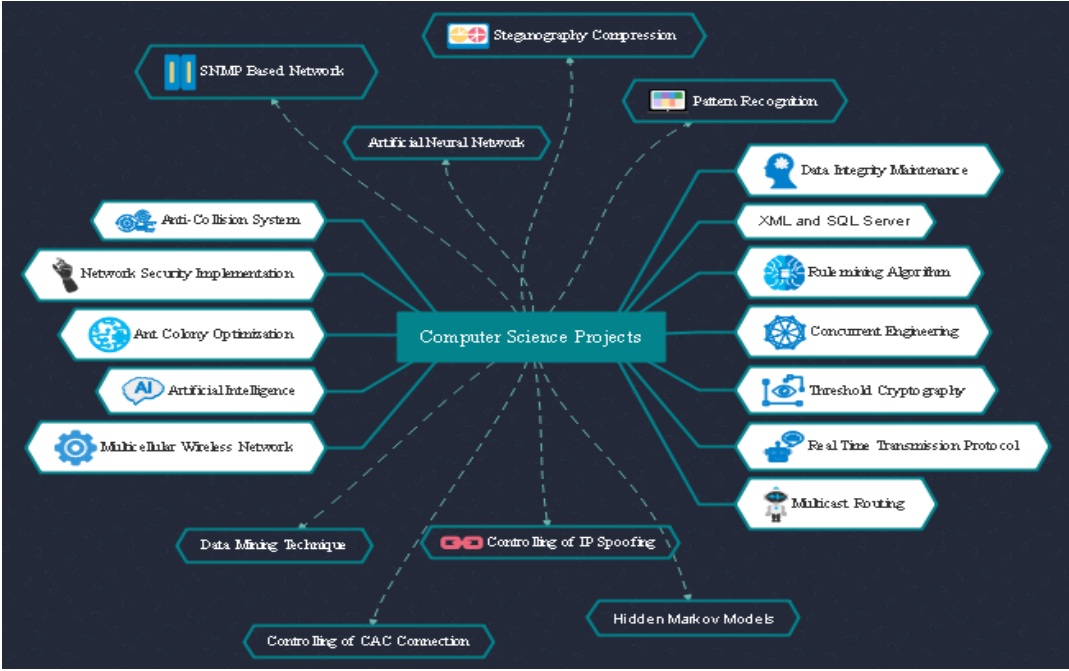 Steganography Compression
SNMP Based Network
Pattern Recognition
Artificial Neural Network
Data Integrity Maintenance
Anti-Collision System
XML and SQL Server
Network Security Implementation
Rule mining Algorithm
Ant Colony Optimization
Computer Science Projects
Concurrent Engineering
AI
Artificial Intelligence
Threshold Cryptography
Multicellular Wireless Network
Real Time Transmission Protocol
Multicast Routing
Data Mining Technique
Controlling of IP Spoofing
Hidden Markov Models
Controlling of CAC Connection